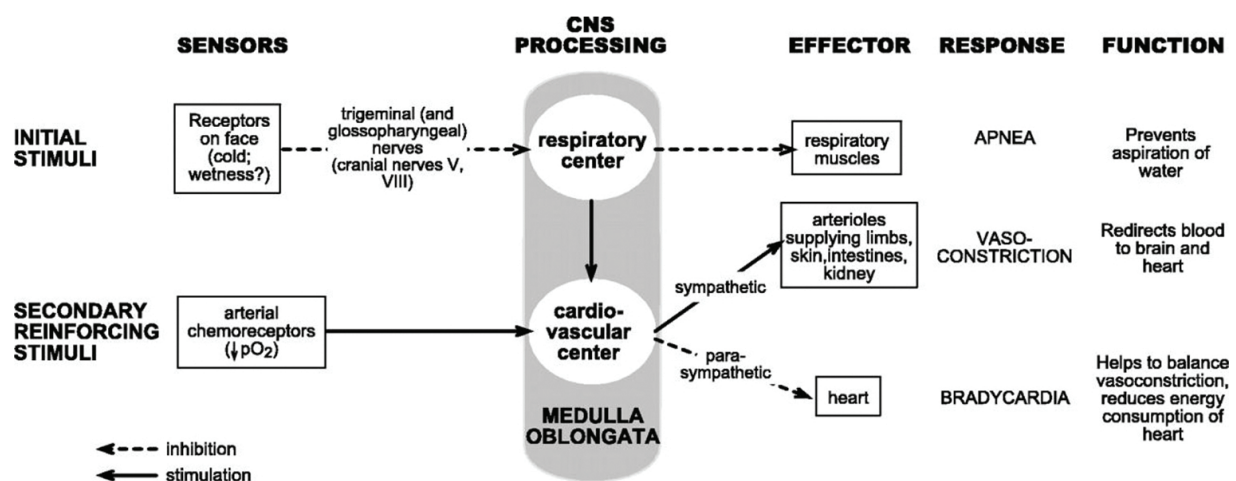 SENSORS
CNS
PROCESSING
EFFECTOR
RESPONSE
FUNCTION
INITIAL
STIMULI
Receptors
on face
(cold;
wetness?)
trigeminal (and
glossopharyngeal)
nerves
(cranial nerves V,
VIII)
respiratory
center
respiratory
muscles
APNEA
Prevents
aspiration of
water
arterioles
supplying limbs,
skin,intestines,
kidney
VASO-
CONSTRICTION
Redirects blood
to brain and
heart
sympathetic
SECONDARY
REINFORCING
STIMULI
arterial
chemoreceptors
(↓pO₂)
cardio-
vascular
center
para-
sympathetic
heart
BRADYCARDIA
Helps to balance
vasoconstriction,
reduces energy
consumption of
heart
MEDULLA
OBLONGATA
inhibition
stimulation